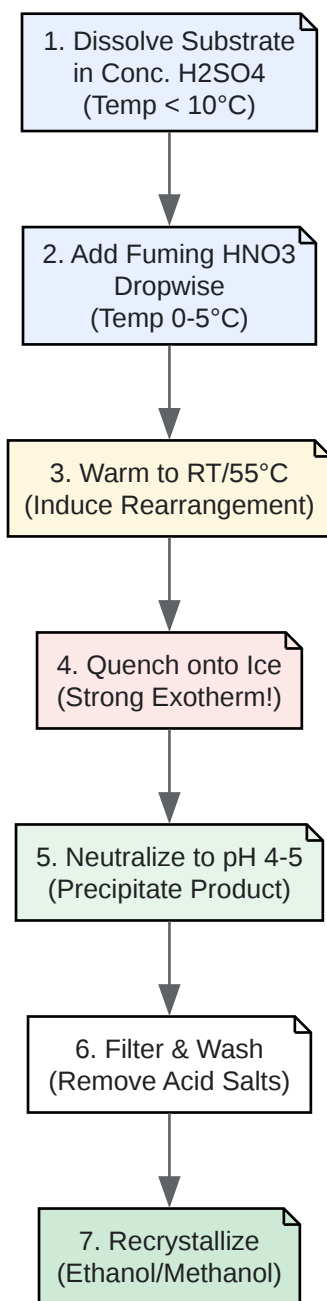 1. Dissolve Substrate
in Conc. H2SO4
(Temp < 10°C)
2. Add Fuming HNO3
Dropwise
(Temp 0-5°C)
3. Warm to RT/55°C
(Induce Rearrangement)
4. Quench onto Ice
(Strong Exotherm!)
5. Neutralize to pH 4-5
(Precipitate Product)
6. Filter & Wash
(Remove Acid Salts)
7. Recrystallize
(Ethanol/Methanol)